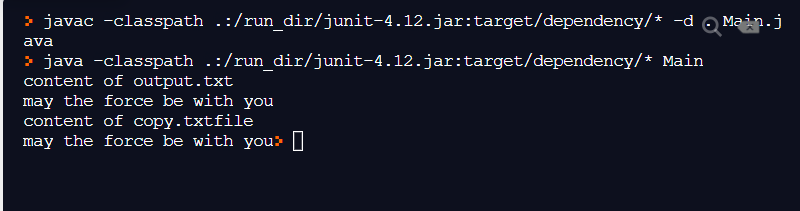 > javac -classpath .:/run_dir/junit-4.12.jar:target/dependency/* -d . Main.j
ava
> java -classpath .:/run_dir/junit-4.12.jar:target/dependency/* Main
content of output.txt
may the force be with you
content of copy.txtfile
may the force be with you>